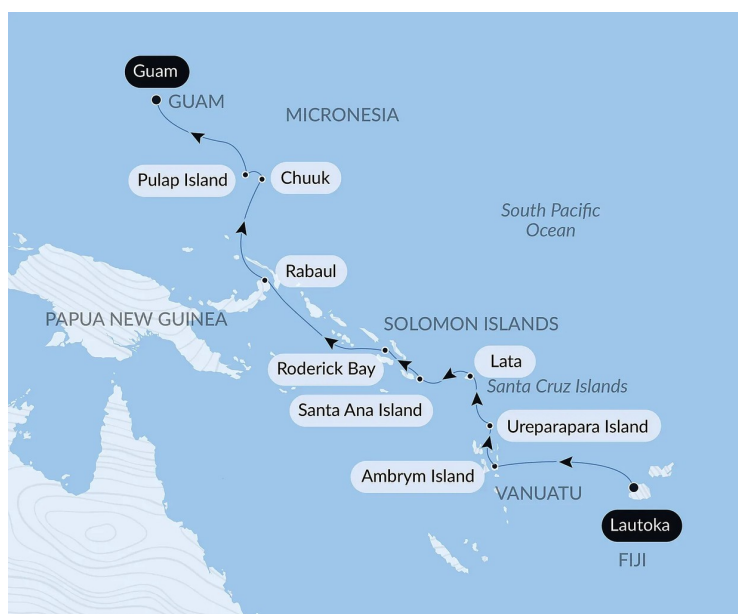 Guam
GUAM
MICRONESIA
Pulap Island
Chuuk
South Pacific
Ocean
Rabaul
PAPUA NEW GUINEA
SOLOMON ISLANDS
Roderick Bay
Lata
Santa Cruz Islands
Santa Ana Island
Ureparapara Island
Ambrym Island
VANUATU
Lautoka
FIJI